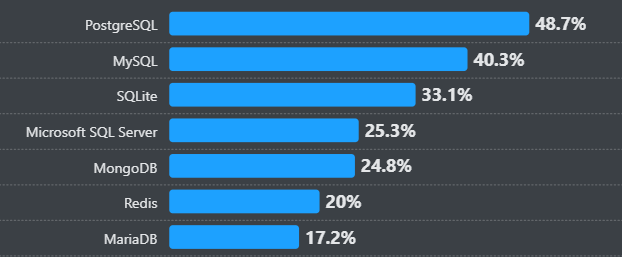 PostgreSQL 48.7%
MySQL 40.3%
SQLite 33.1%
Microsoft SQL Server 25.3%
MongoDB 24.8%
Redis 20%
MariaDB 17.2%